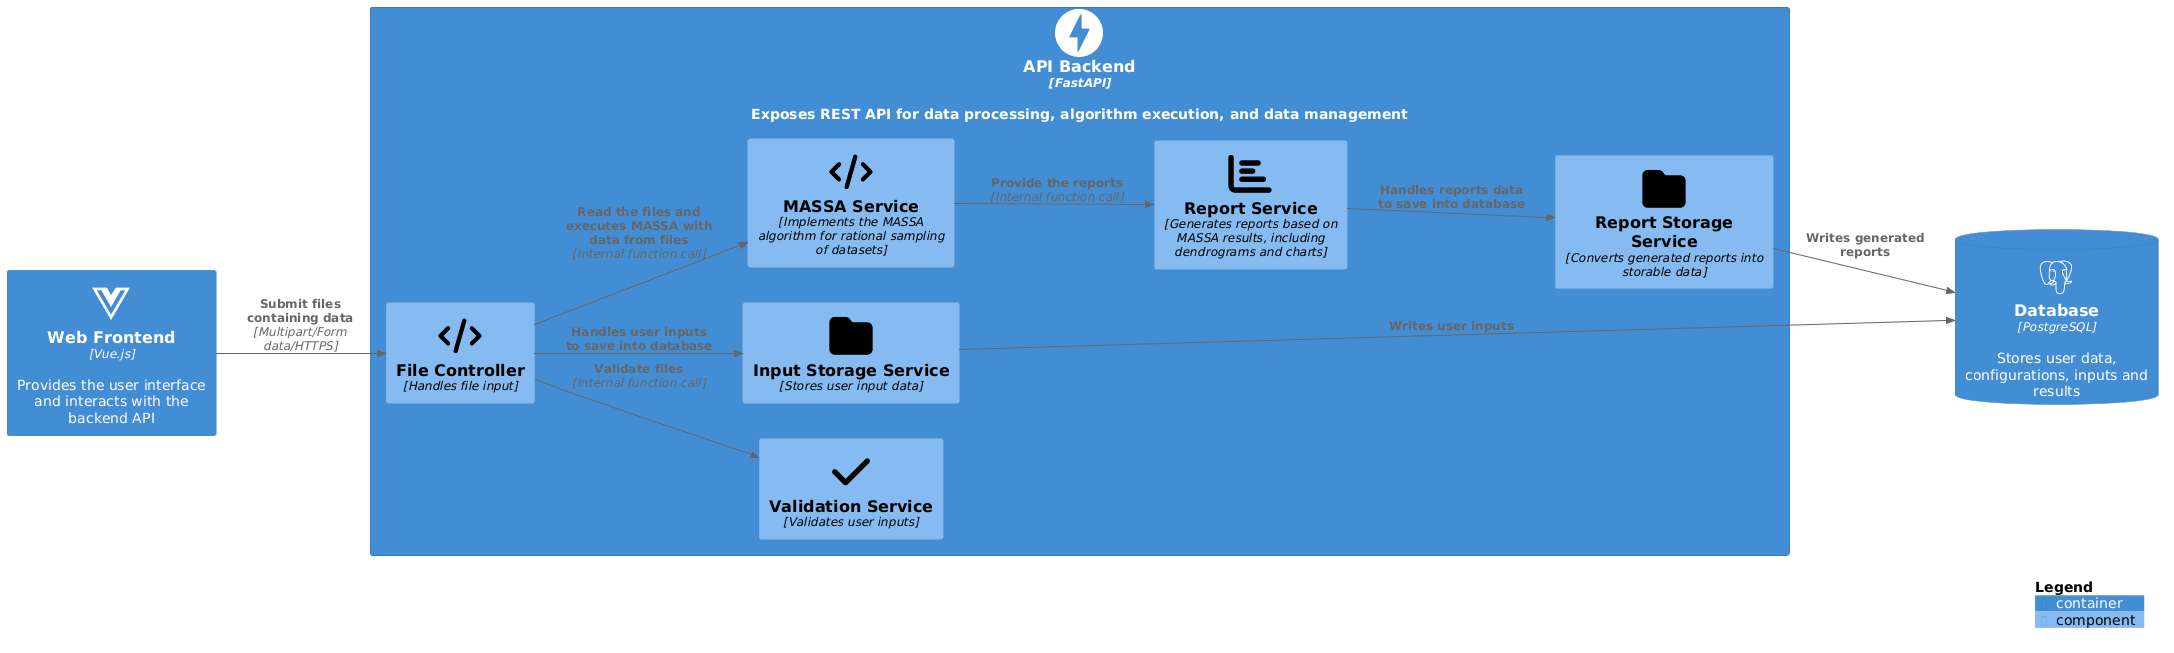 API Backend
[FastAPI]
Exposes REST API for data processing, algorithm execution, and data management
Web Frontend
[Vue.js]
Provides the user interface
and interacts with the
backend API
Submit files
containing data
[Multipart/Form
data/HTTPS]
File Controller
[Handles file input]
Read the files and
executes MASSA with
data from files
[Internal function call]
Handles user inputs
to save into database
Validate files
[Internal function call]
MASSA Service
[Implements the MASSA
algorithm for rational sampling
of datasets]
Input Storage Service
[Stores user input data]
Validation Service
[Validates user inputs]
Provide the reports
[Internal function call]
Report Service
[Generates reports based on
MASSA results, including
dendrograms and charts]
Handles reports data
to save into database
Report Storage
Service
[Converts generated reports into
storable data]
Writes user inputs
Writes generated
reports
Database
[PostgreSQL]
Stores user data,
configurations, inputs and
results
Legend
container
component